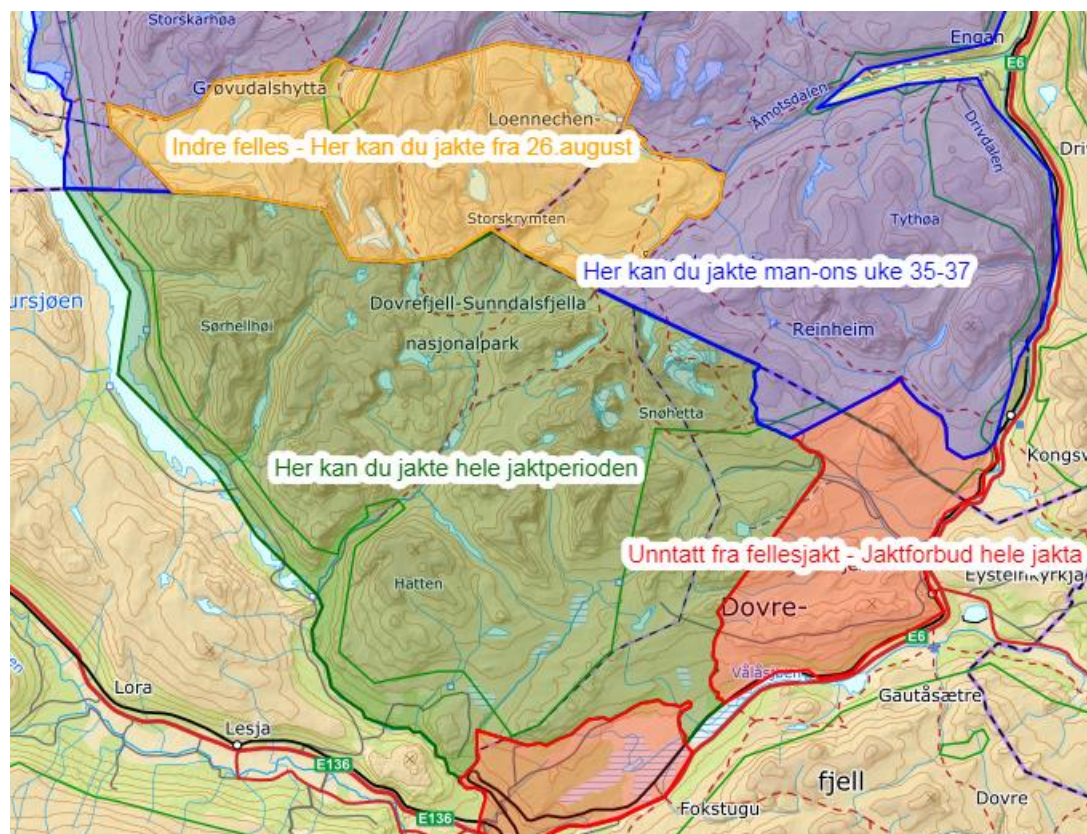 Storskarhøa
Engan
E6
Grøvudalshytta
Loennechen-
Åmotsdalen
Drivdalen
Indre felles - Her kan du jakte fra 26.august
Storskrymten
Tythøa
Her kan du jakte man-ons uke 35-37
Dovrefjell-Sunndalsfjella
nasjonalpark
Sørhellhøi
Reinheim
Snøhetta
Kongsv
Her kan du jakte hele jaktperioden
Unntatt fra fellesjakt - Jaktforbud hele jakta
Hatten
Eysteinkyrkja
Dovre-
E6
Vålåsjøen
Lora
Gautåsætre
Lesja
E136
fjell
Dovre
Fokstugu
E136